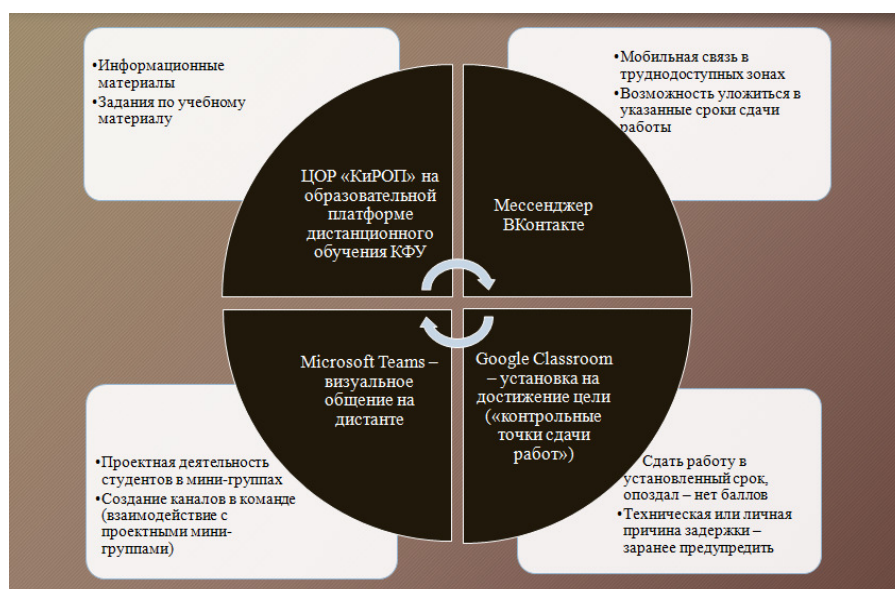 •Информационные
материалы
•Задания по учебному
материалу
•Мобильная связь в
труднодоступных зонах
•Возможность уложиться в
указанные сроки сдачи
работы
ЦОР «КиРОП» на
образовательной
платформе
дистанционного
обучения КФУ
Мессенджер
ВКонтакте
Microsoft Teams –
визуальное
общение на
дистанте
Google Classroom
– установка на
достижение цели
(«контрольные
точки сдачи
работ»)
•Проектная деятельность
студентов в мини-группах
•Создание каналов в команде
(взаимодействие с
проектными мини-
группами)
Сдать работу в
установленный срок,
опоздал – нет баллов
•Техническая или личная
причина задержки –
заранее предупредить